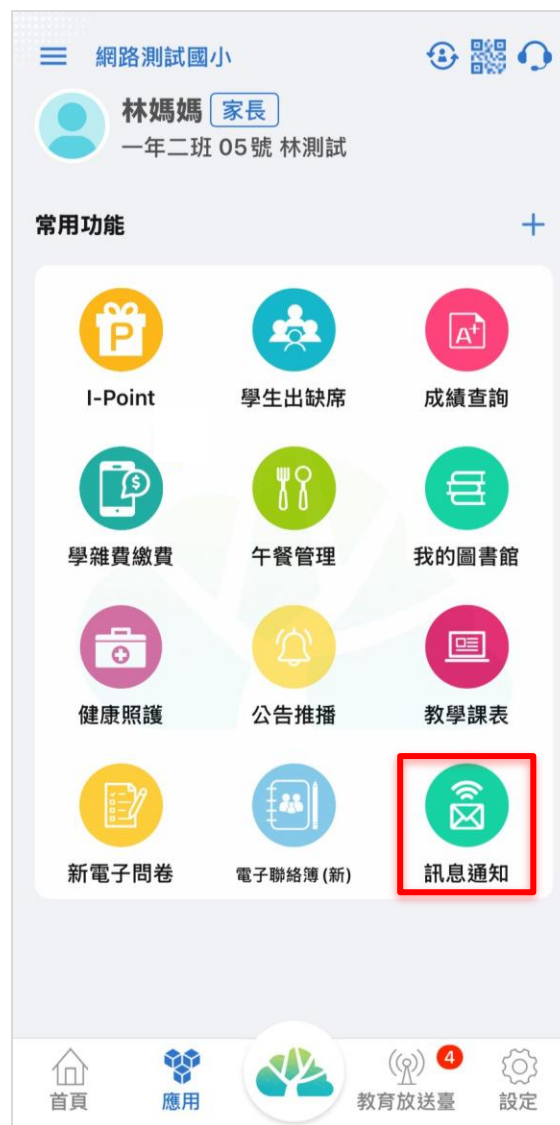 網路測試國小
林媽媽 家長
一年二班 05號 林測試
常用功能
I-Point 學生出缺席 成績查詢
學雜費繳費 午餐管理 我的圖書館
健康照護 公告推播 教學課表
新電子問卷 電子聯絡簿(新) 訊息通知
4
首頁 應用 教育放送臺 設定